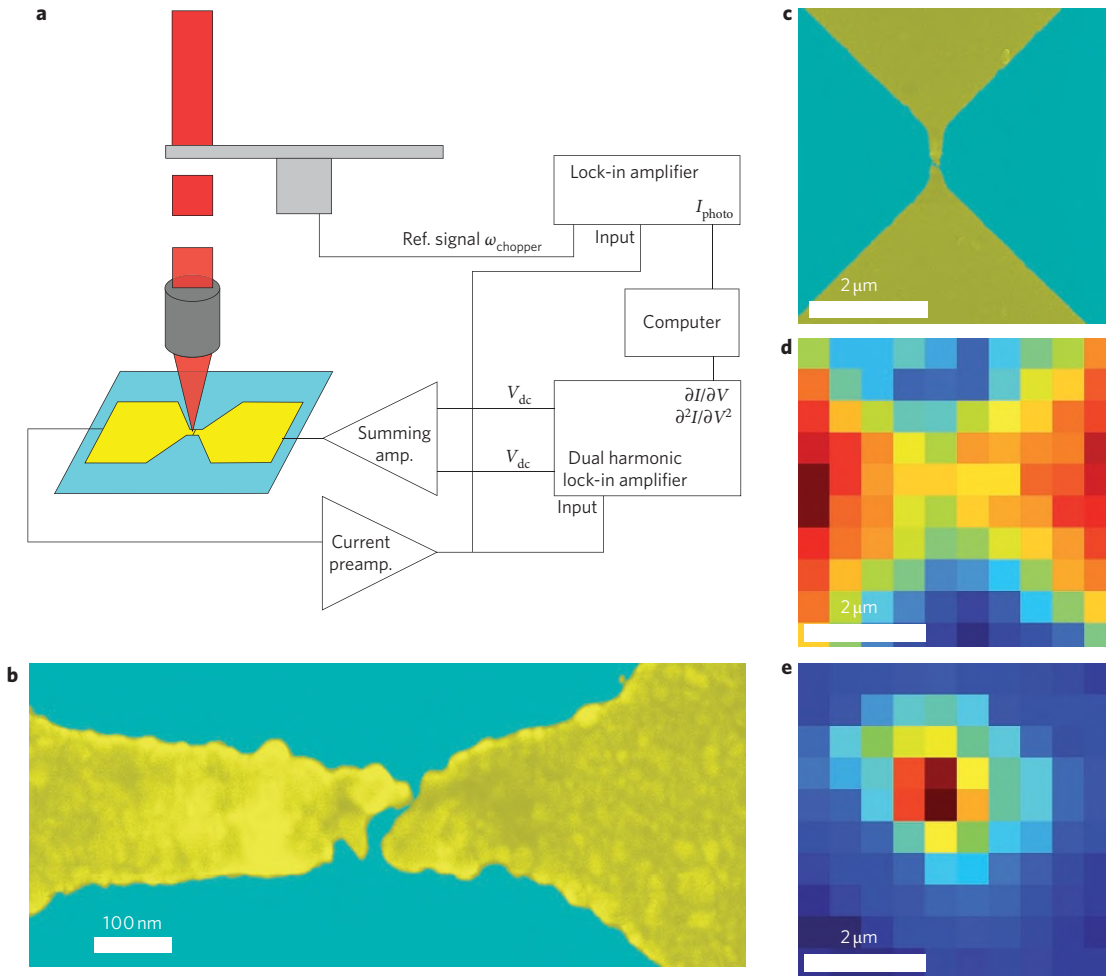 a
Lock-in amplifier
I_photo
Ref. signal ω_chopper
Input
Computer
V_dc
∂I/∂V
∂²I/∂V²
Summing
amp.
V_dc
Dual harmonic
lock-in amplifier
Input
Current
preamp.
b
100 nm
c
2 µm
d
2 µm
e
2 µm